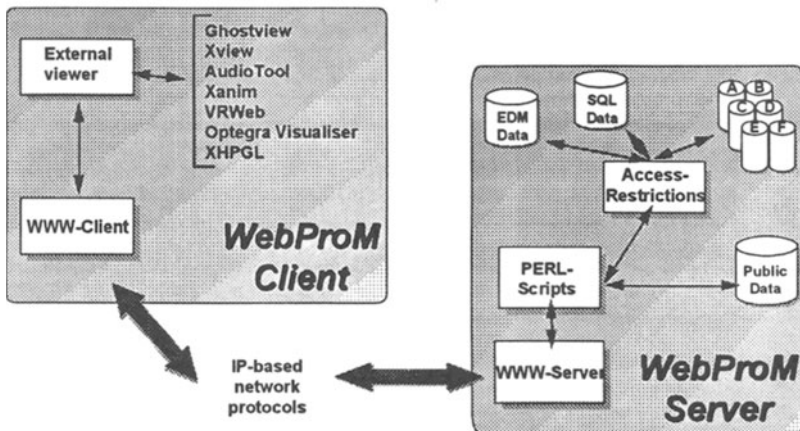 External
viewer
Ghostview
Xview
AudioTool
Xanim
VRWeb
Optegra Visualiser
XHPGL
WWW-Client
WebProM
Client
IP-based
network
protocols
EDM
Data
SQL
Data
A
B
C
D
E
F
Access-
Restrictions
PERL-
Scripts
Public
Data
WWW-Server
WebProM
Server